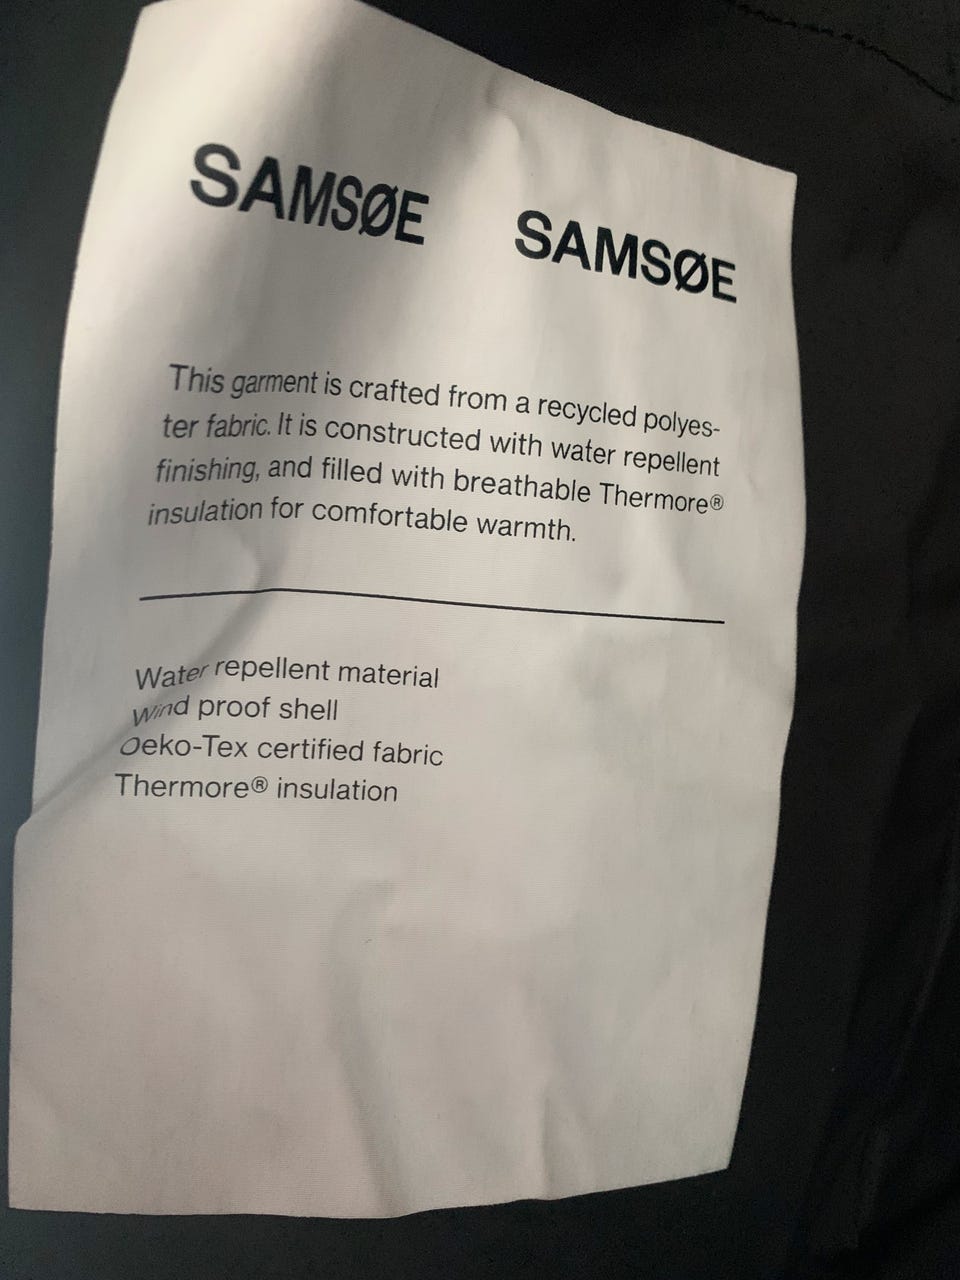 SAMSØE SAMSØE
This garment is crafted from a recycled polyes-
ter fabric. It is constructed with water repellent
finishing, and filled with breathable Thermore®
insulation for comfortable warmth.
Water repellent material
Wind proof shell
Oeko-Tex certified fabric
Thermore® insulation